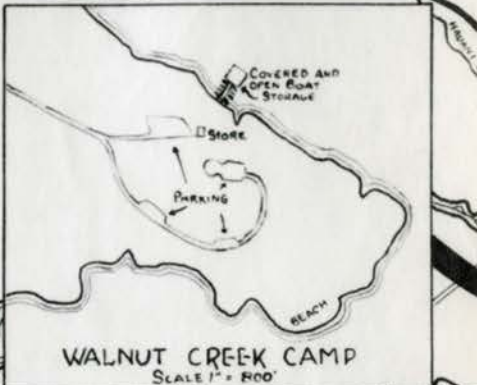 COVERED AND
OPEN BOAT
STORAGE
STORE
PARKING
BEACH
WALNUT CREEK CAMP
SCALE 1" = 800'